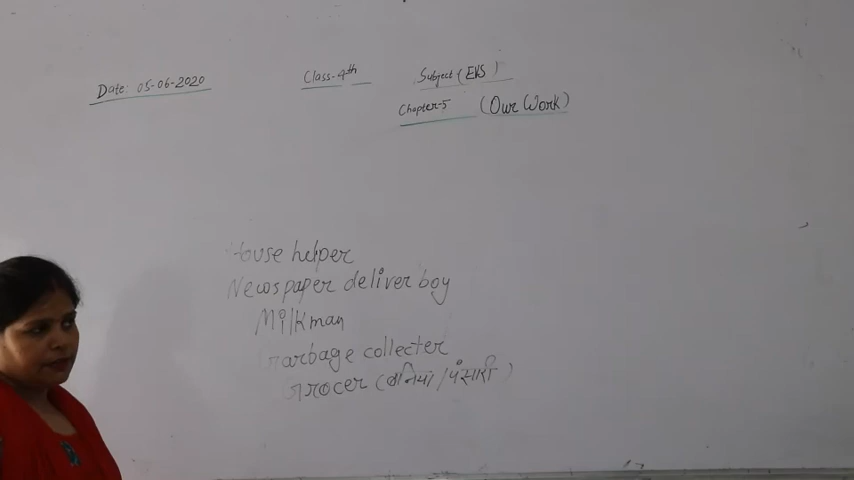 Date: 05-06-2020 Class-4th Subject (EVS)
Chapter-5 (Our Work)
House helper
Newspaper deliver boy
Milkman
Garbage collecter
Grocer (बनिया/पंसारी)